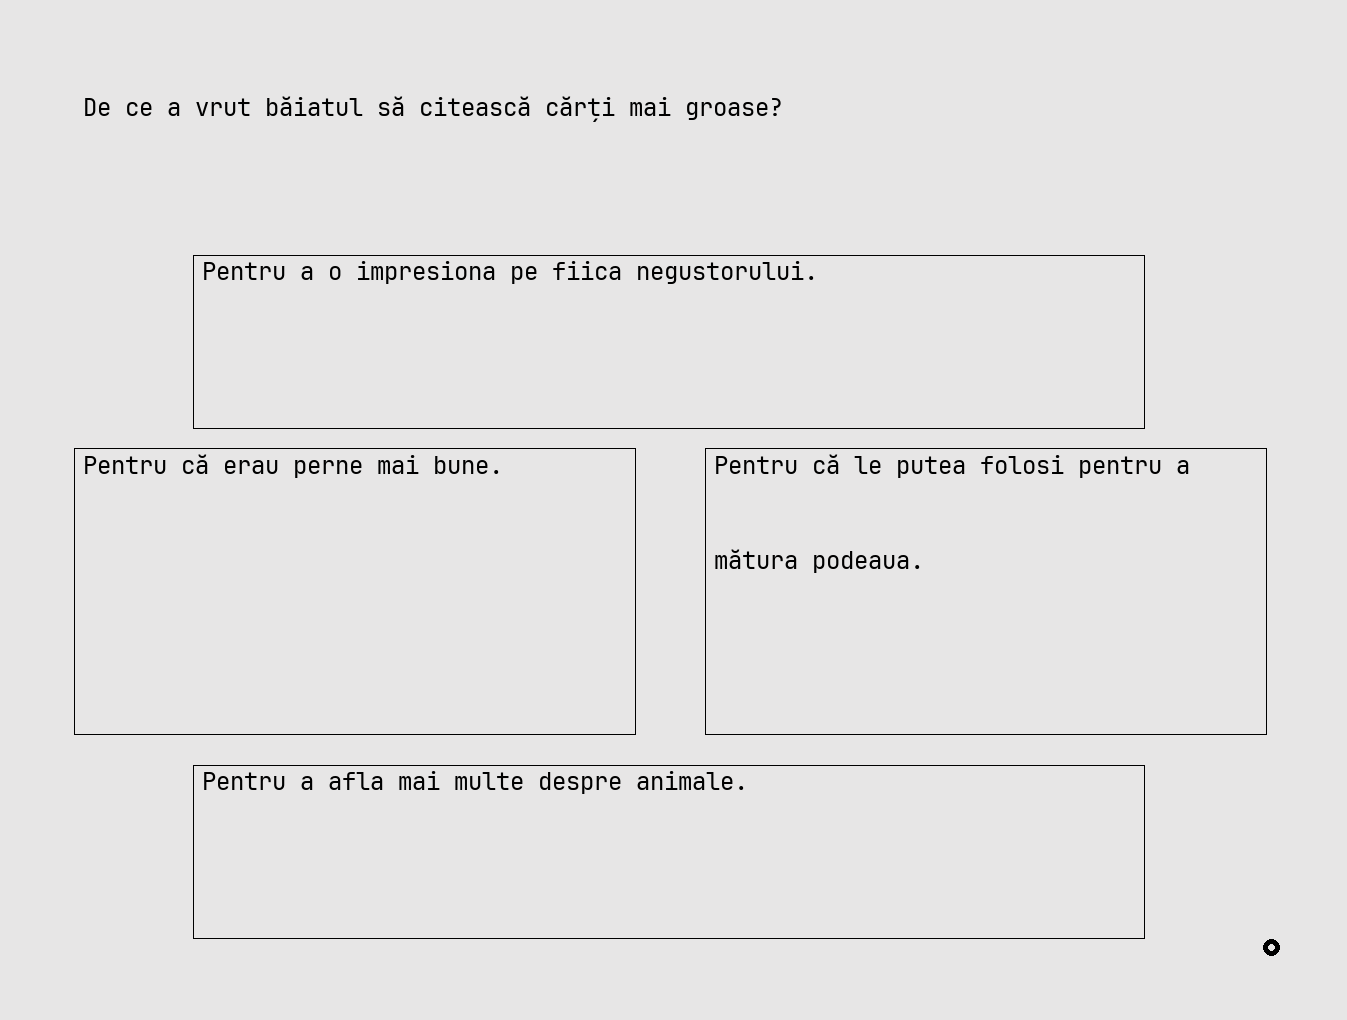 De ce a vrut băiatul să citească cărți mai groase?
Pentru a o impresiona pe fiica negustorului.
Pentru că erau perne mai bune.
Pentru că le putea folosi pentru a
mătura podeaua.
Pentru a afla mai multe despre animale.